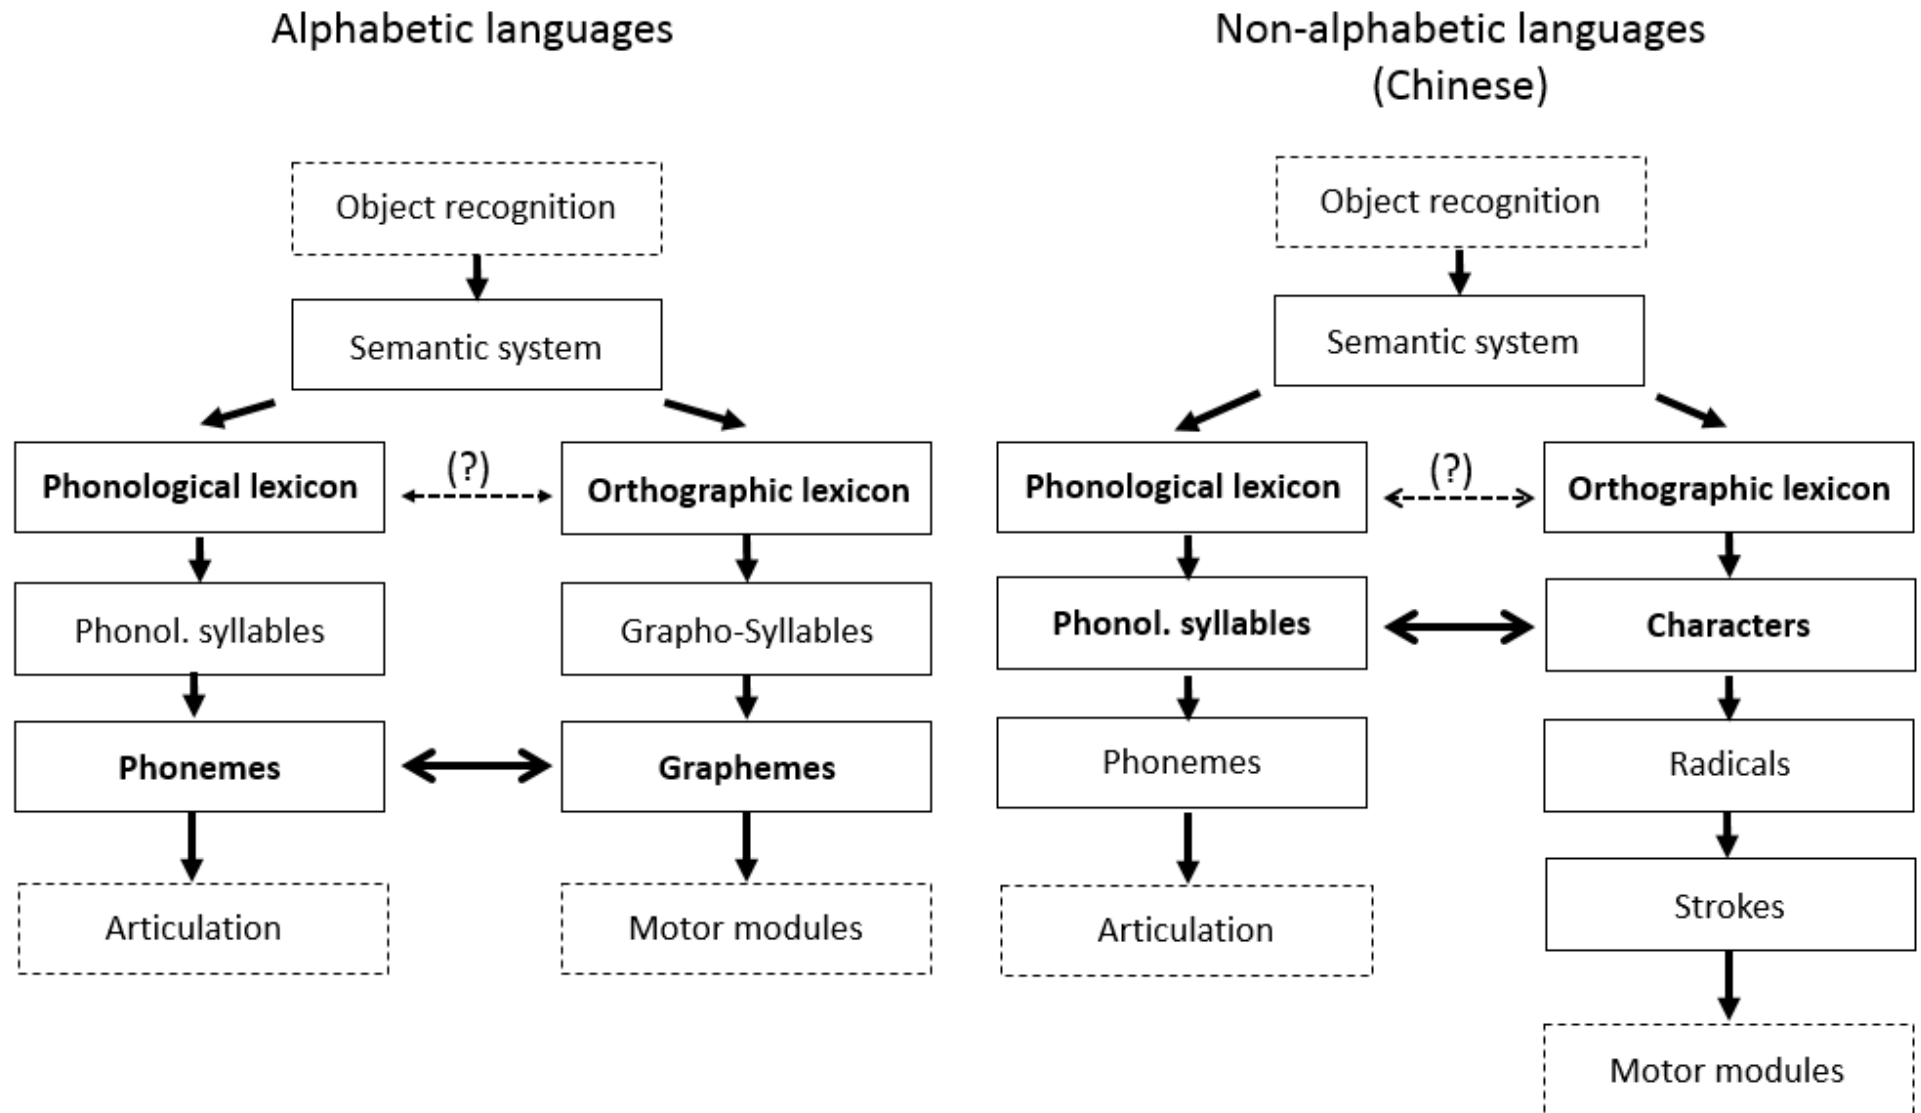 Alphabetic languages
Object recognition
Semantic system
Phonological lexicon
(?)
Orthographic lexicon
Phonol. syllables
Grapho-Syllables
Phonemes
Graphemes
Articulation
Motor modules
Non-alphabetic languages
(Chinese)
Object recognition
Semantic system
Phonological lexicon
(?)
Orthographic lexicon
Phonol. syllables
Characters
Phonemes
Radicals
Strokes
Articulation
Motor modules